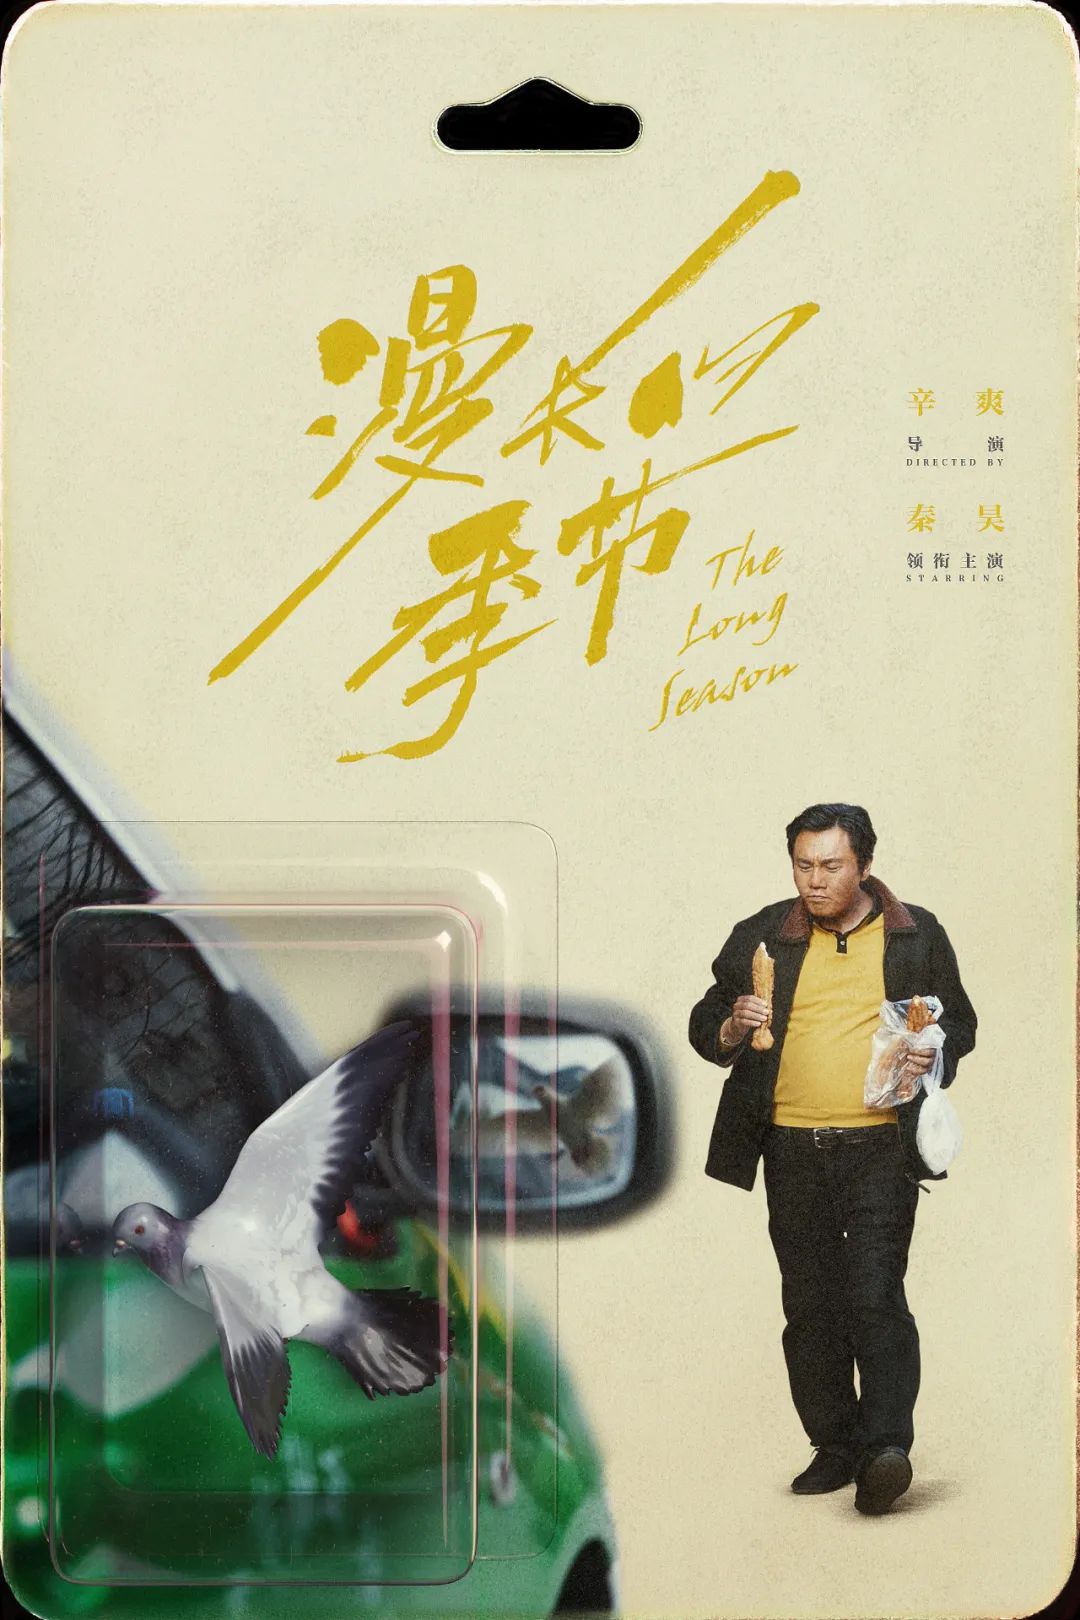 漫长的
季节
The
Long
Season
辛爽
导演
DIRECTED BY
秦昊
领衔主演
STARRING